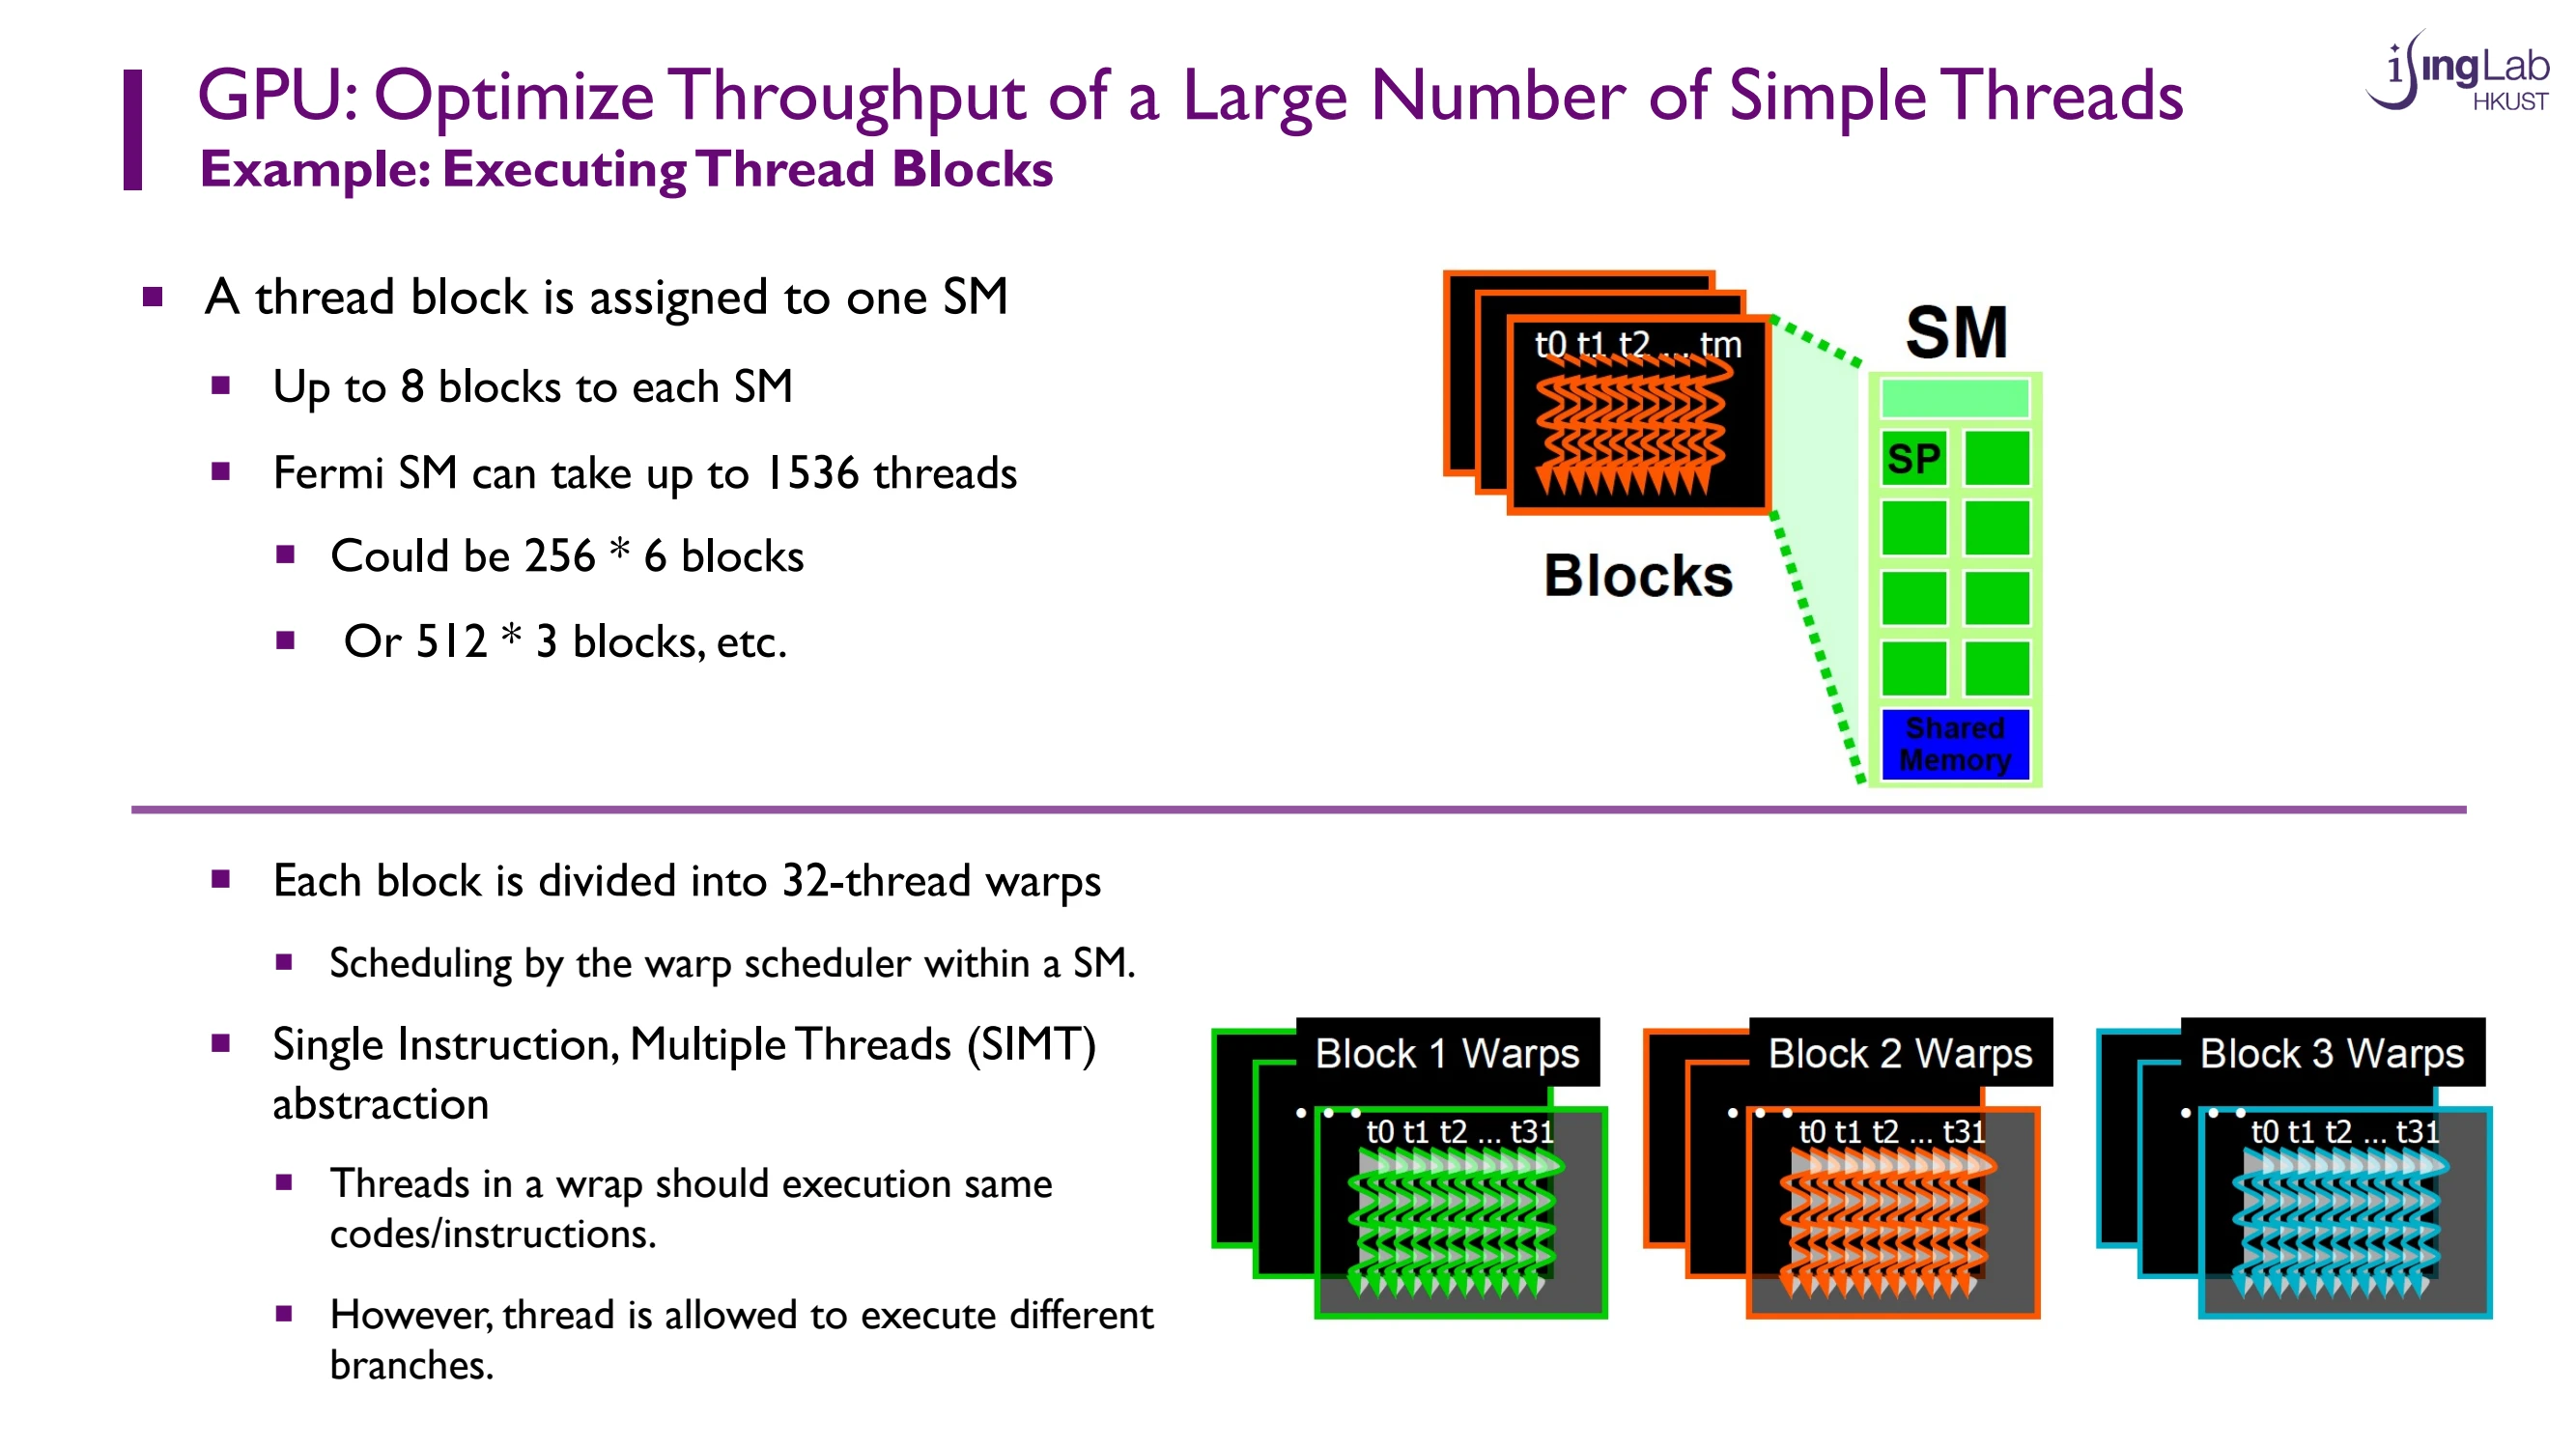 GPU: Optimize Throughput of a Large Number of Simple Threads
Example: Executing Thread Blocks
iSingLab
HKUST
A thread block is assigned to one SM
Up to 8 blocks to each SM
Fermi SM can take up to 1536 threads
Could be 256 * 6 blocks
Or 512 * 3 blocks, etc.
t0 t1 t2 ... tm
Blocks
SM
SP
Shared
Memory
Each block is divided into 32-thread warps
Scheduling by the warp scheduler within a SM.
Single Instruction, Multiple Threads (SIMT)
abstraction
Threads in a wrap should execution same
codes/instructions.
However, thread is allowed to execute different
branches.
Block 1 Warps
...
t0 t1 t2 ... t31
Block 2 Warps
...
t0 t1 t2 ... t31
Block 3 Warps
...
t0 t1 t2 ... t31